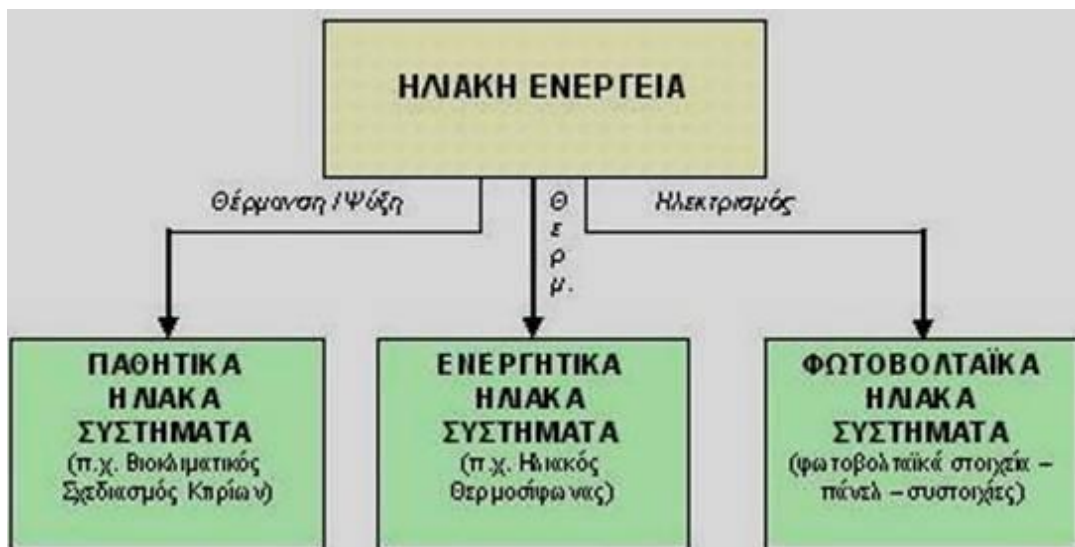 ΗΛΙΑΚΗ ΕΝΕΡΓΕΙΑ
Θέρμανση / Ψύξη
Θ
ε
ρ
μ.
Ηλεκτρισμός
ΠΑΘΗΤΙΚΑ
ΗΛΙΑΚΑ
ΣΥΣΤΗΜΑΤΑ
(π.χ. Βιοκλιματικός
Σχεδιασμός Κτιρίων)
ΕΝΕΡΓΗΤΙΚΑ
ΗΛΙΑΚΑ
ΣΥΣΤΗΜΑΤΑ
(π.χ. Ηλιακός
Θερμοσίφωνας)
ΦΩΤΟΒΟΛΤΑΪΚΑ
ΗΛΙΑΚΑ
ΣΥΣΤΗΜΑΤΑ
(φωτοβολταϊκά στοιχεία –
πάνελ – συστοιχίες)